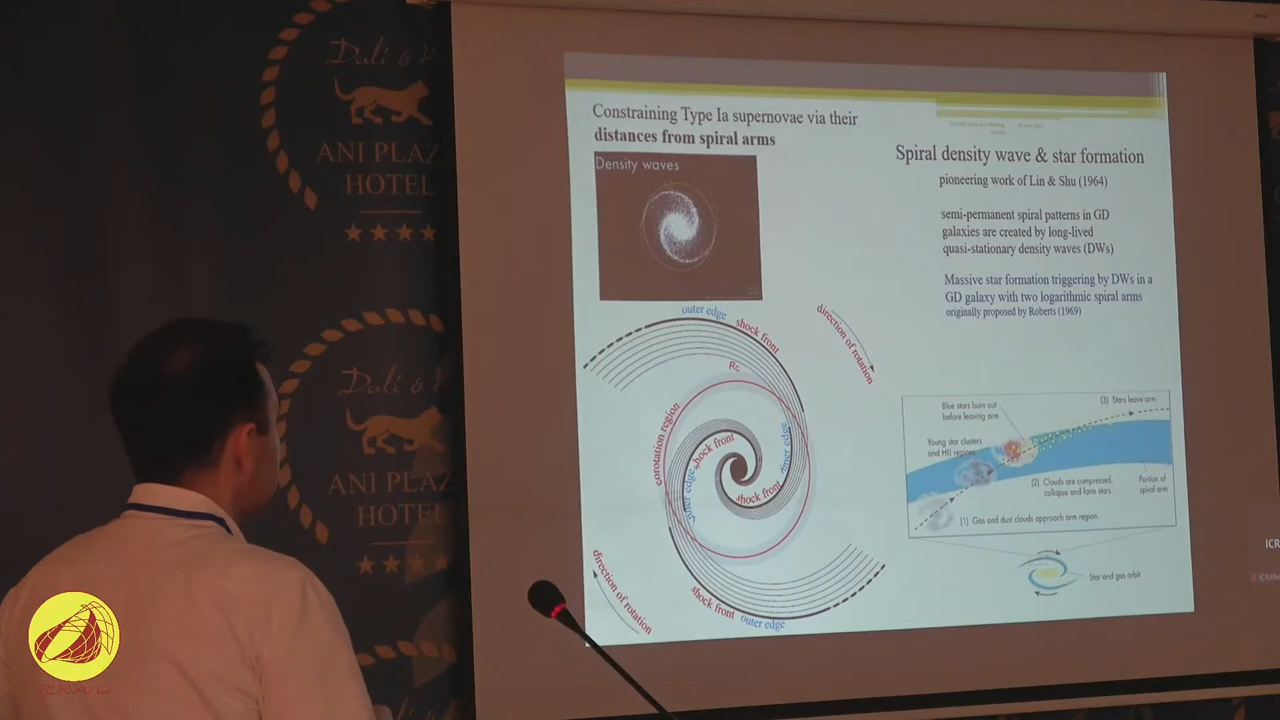 Dali &
ANI PLAZ
HOTEL
Dali &
ANI PLAZ
HOTEL
ICRANet
Constraining Type Ia supernovae via their
distances from spiral arms
Density waves
Spiral density wave & star formation
pioneering work of Lin & Shu (1964)
semi-permanent spiral patterns in GD
galaxies are created by long-lived
quasi-stationary density waves (DWs)
Massive star formation triggering by DWs in a
GD galaxy with two logarithmic spiral arms
originally proposed by Roberts (1969)
outer edge
shock front
direction of rotation
Rc
corotation region
shock front
inner edge
outer edge
shock front
direction of rotation
shock front
outer edge
Blue stars burn out
before leaving arm
(3) Stars leave arm
Young star clusters
and HII regions
(2) Clouds are compressed,
collapse and form stars.
Portion of
spiral arm
(1) Gas and dust clouds approach arm region.
Star and gas orbit
ICR
ICRANe